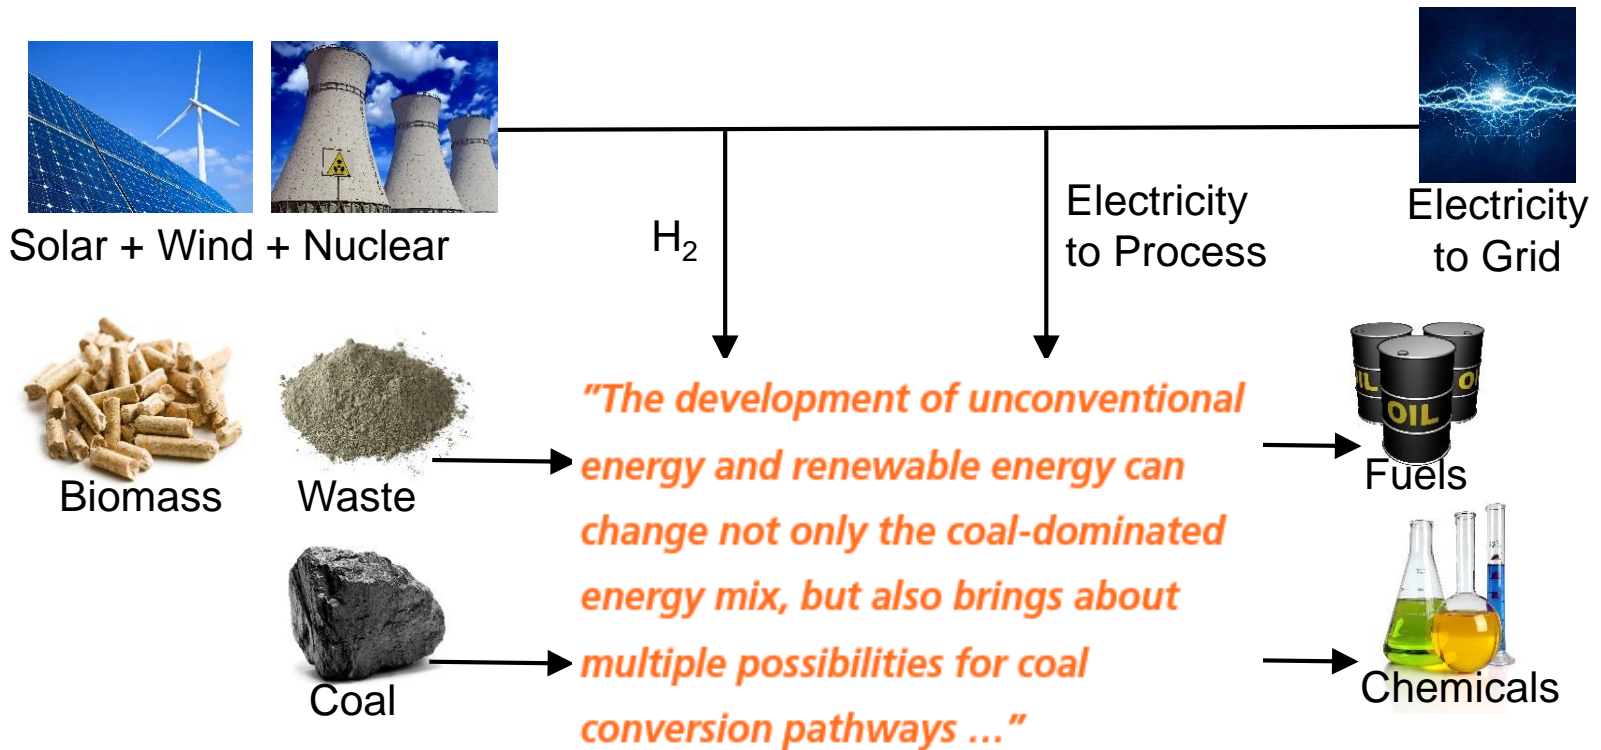 Solar + Wind + Nuclear
H₂
Electricity
to Process
Electricity
to Grid
Biomass
Waste
Coal
"The development of unconventional
energy and renewable energy can
change not only the coal-dominated
energy mix, but also brings about
multiple possibilities for coal
conversion pathways ..."
OIL
OIL
OIL
Fuels
Chemicals